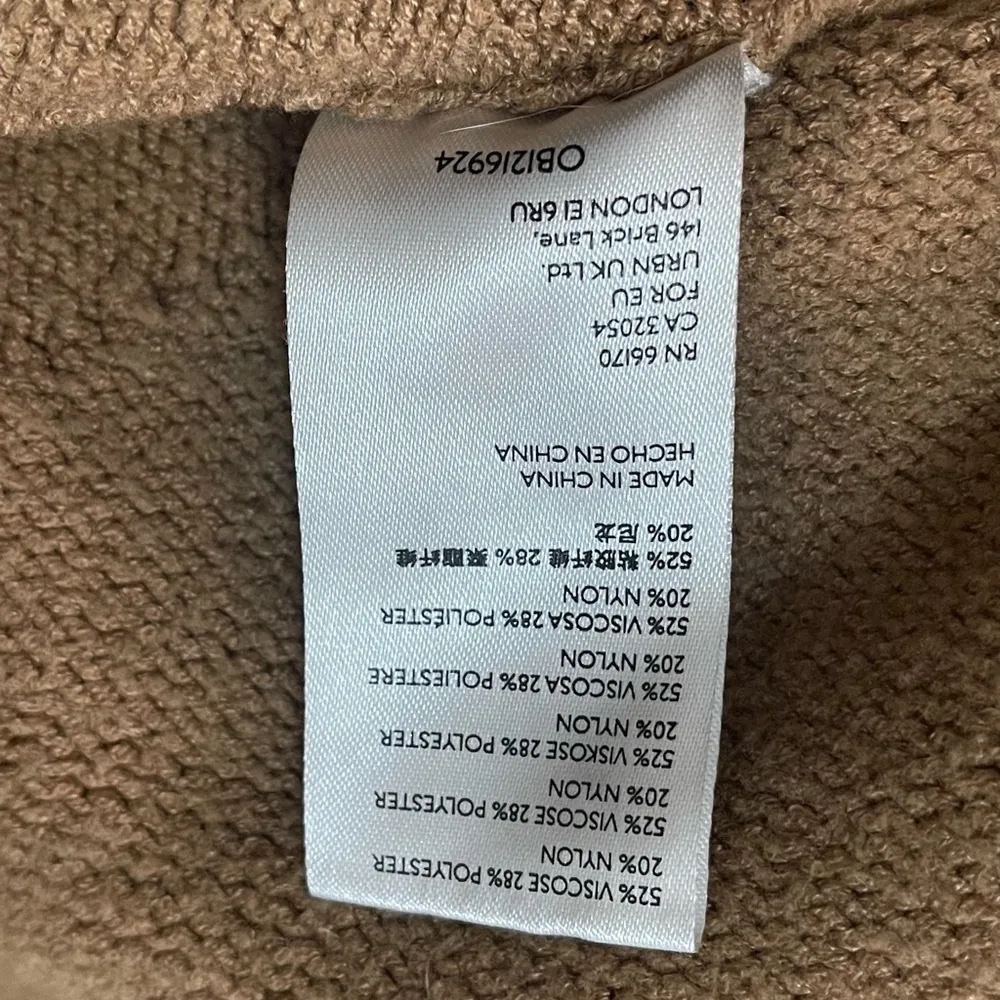 52% VISCOSE 28% POLYESTER
20% NYLON
52% VISCOSE 28% POLYESTER
20% NYLON
52% VISKOSE 28% POLYESTER
20% NYLON
52% VISCOSA 28% POLIESTERE
20% NYLON
52% VISCOSA 28% POLIÉSTER
20% NYLON
52% 粘胶纤维 28% 聚酯纤维
20% 尼龙
MADE IN CHINA
HECHO EN CHINA
RN 66170
CA 32054
FOR EU
URBN UK Ltd.
146 Brick Lane,
LONDON E1 6RU
OB1216924